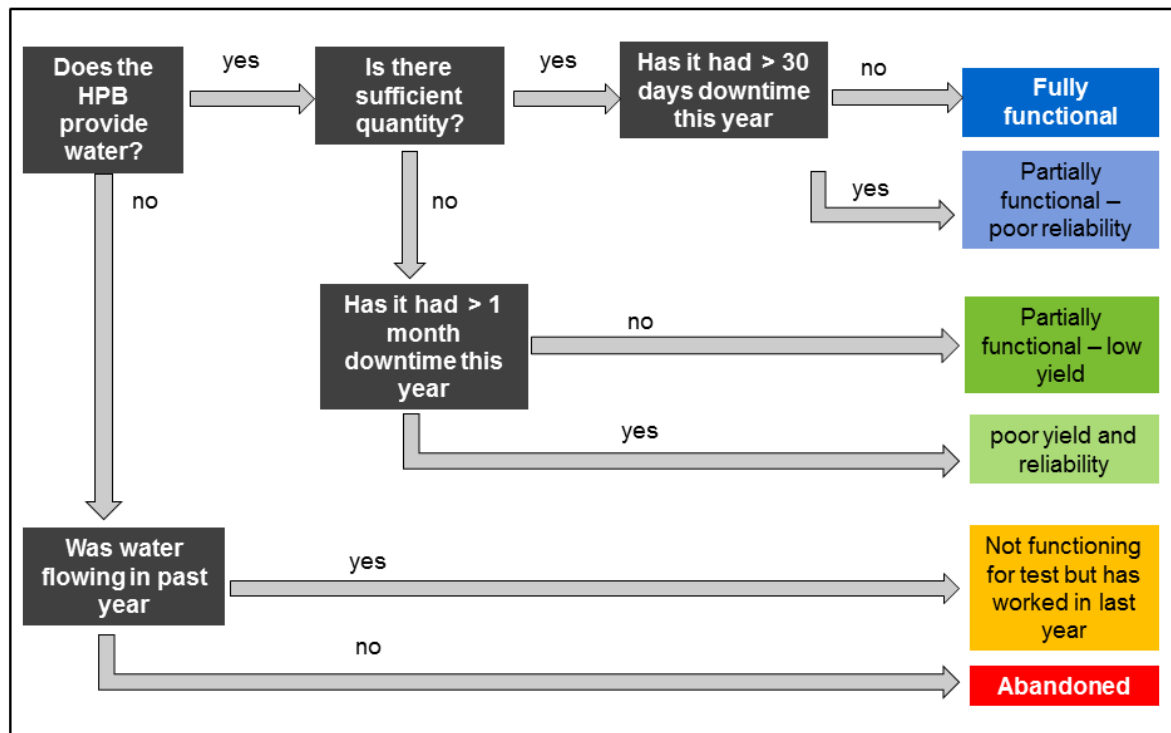 Does the
HPB
provide
water?
yes
Is there
sufficient
quantity?
yes
Has it had > 30
days downtime
this year
no
Fully
functional
yes
Partially
functional –
poor reliability
no
no
Has it had > 1
month
downtime this
year
no
Partially
functional – low
yield
yes
poor yield and
reliability
Was water
flowing in past
year
yes
Not functioning
for test but has
worked in last
year
no
Abandoned